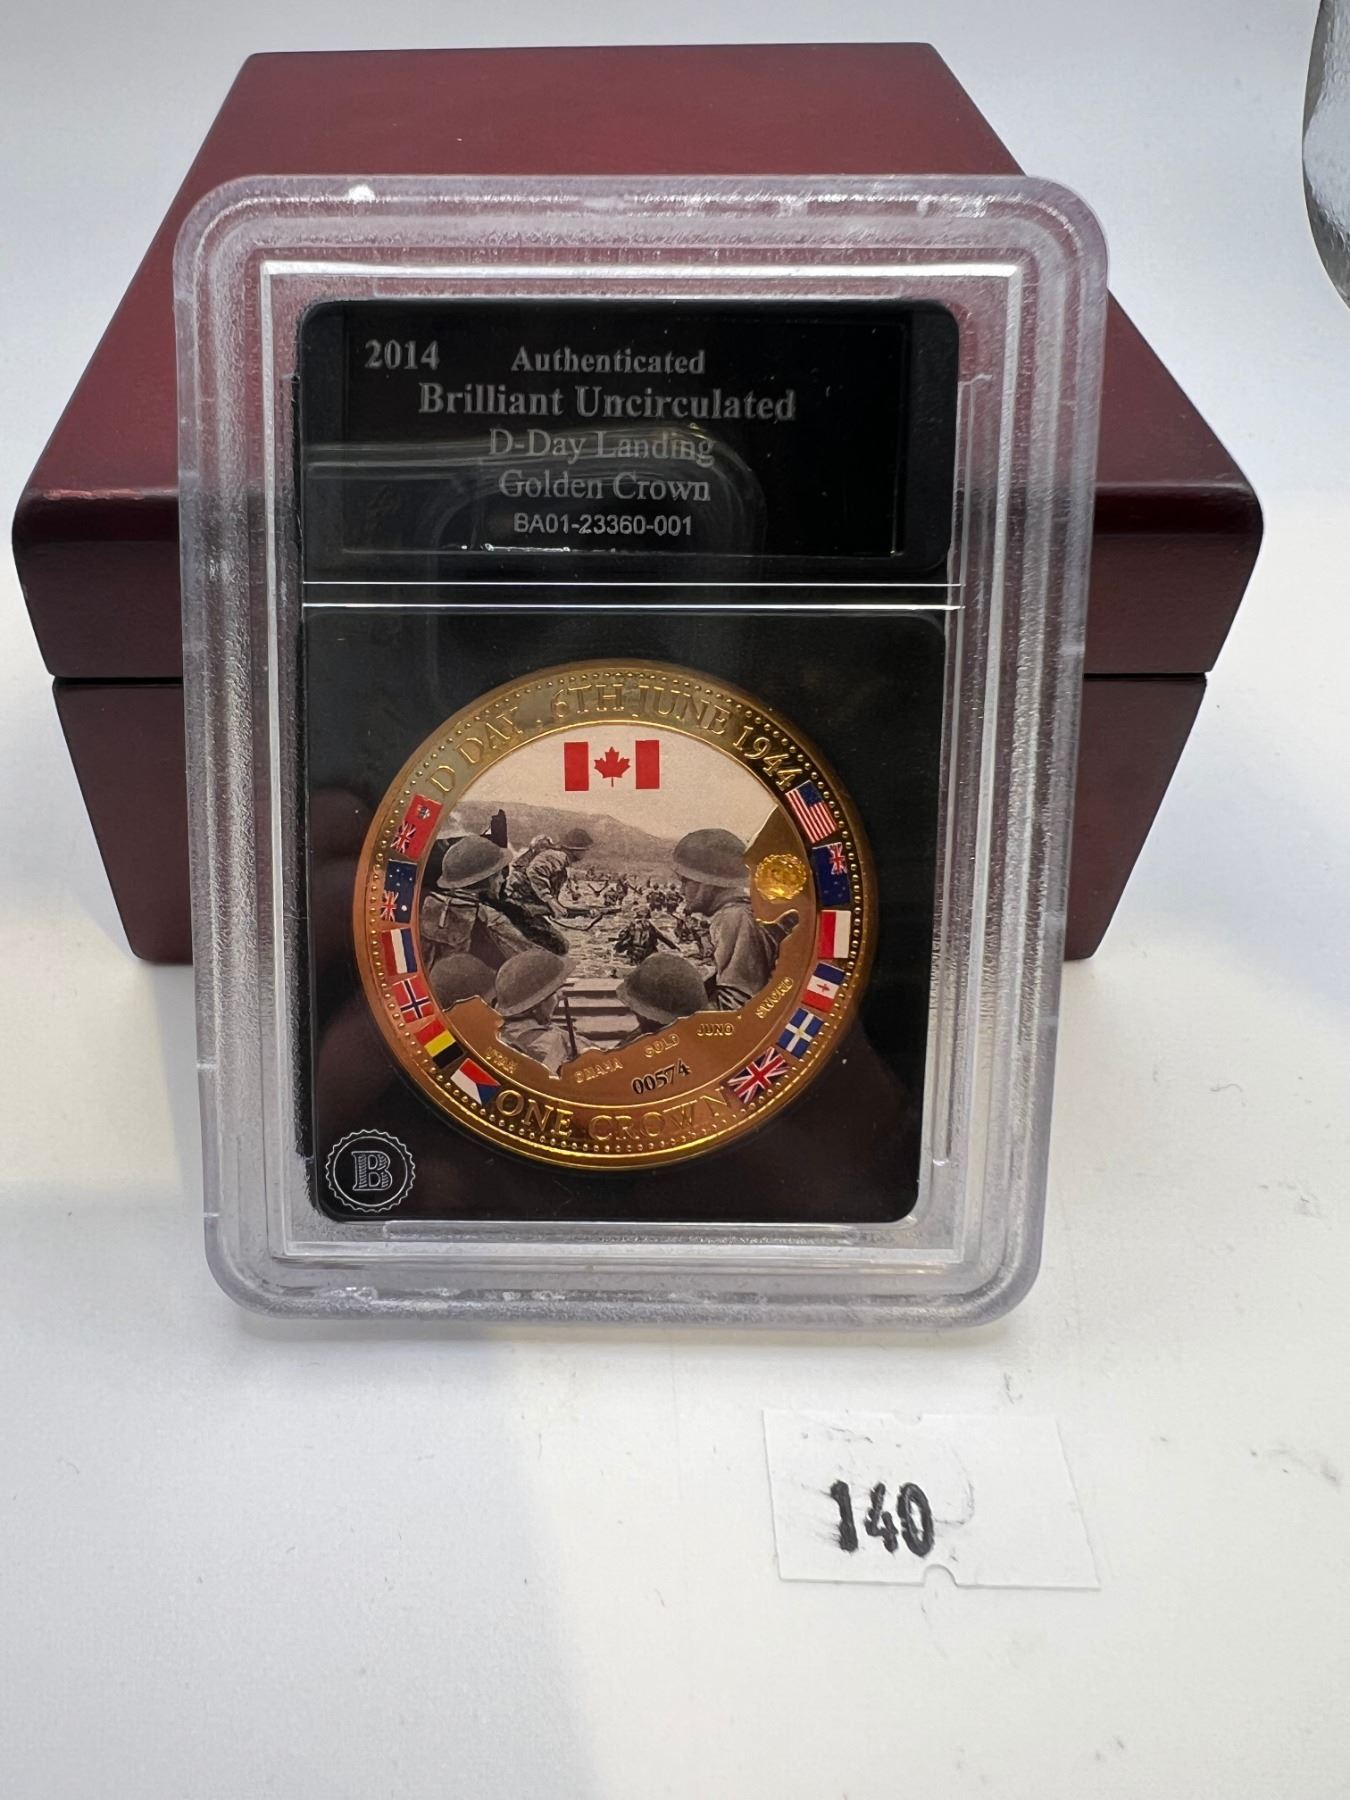 2014 Authenticated
Brilliant Uncirculated
D-Day Landing
Golden Crown
BA01-23360-001
D DAY . 6TH JUNE 1944
UTAH OMAHA GOLD JUNO SWORD
00574
ONE CROWN
B
140